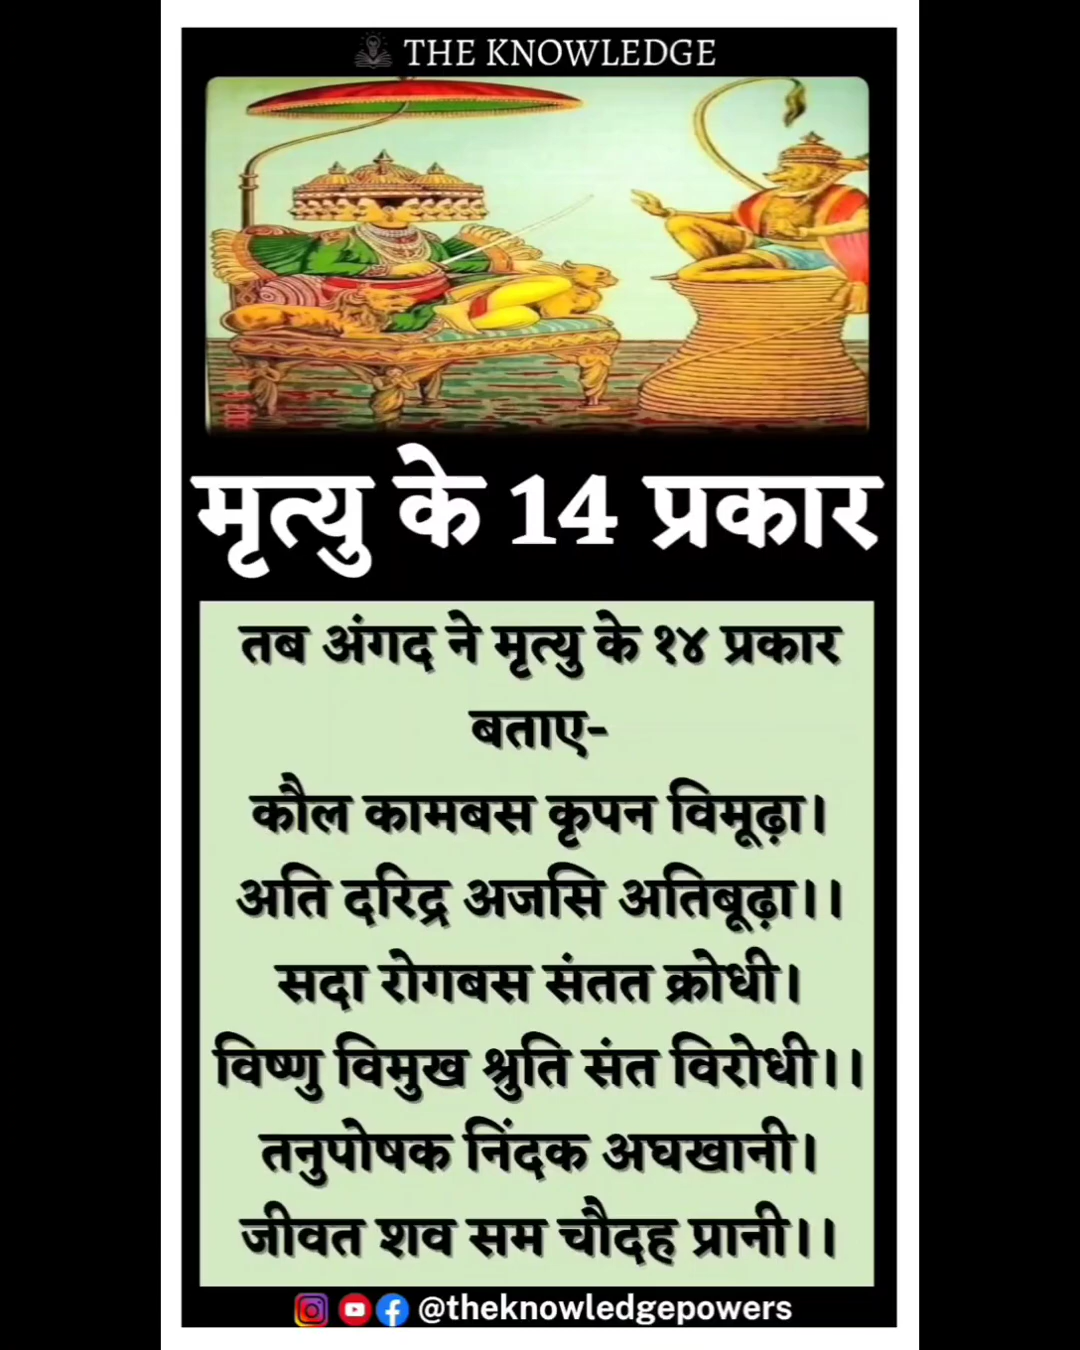 THE KNOWLEDGE
मृत्यु के 14 प्रकार
तब अंगद ने मृत्यु के १४ प्रकार
बताए-
कौल कामबस कृपन विमूढ़ा।
अति दरिद्र अजसि अतिबूढ़ा।।
सदा रोगबस संतत क्रोधी।
विष्णु विमुख श्रुति संत विरोधी।।
तनुपोषक निंदक अघखानी।
जीवत शव सम चौदह प्रानी।।
@theknowledgepowers